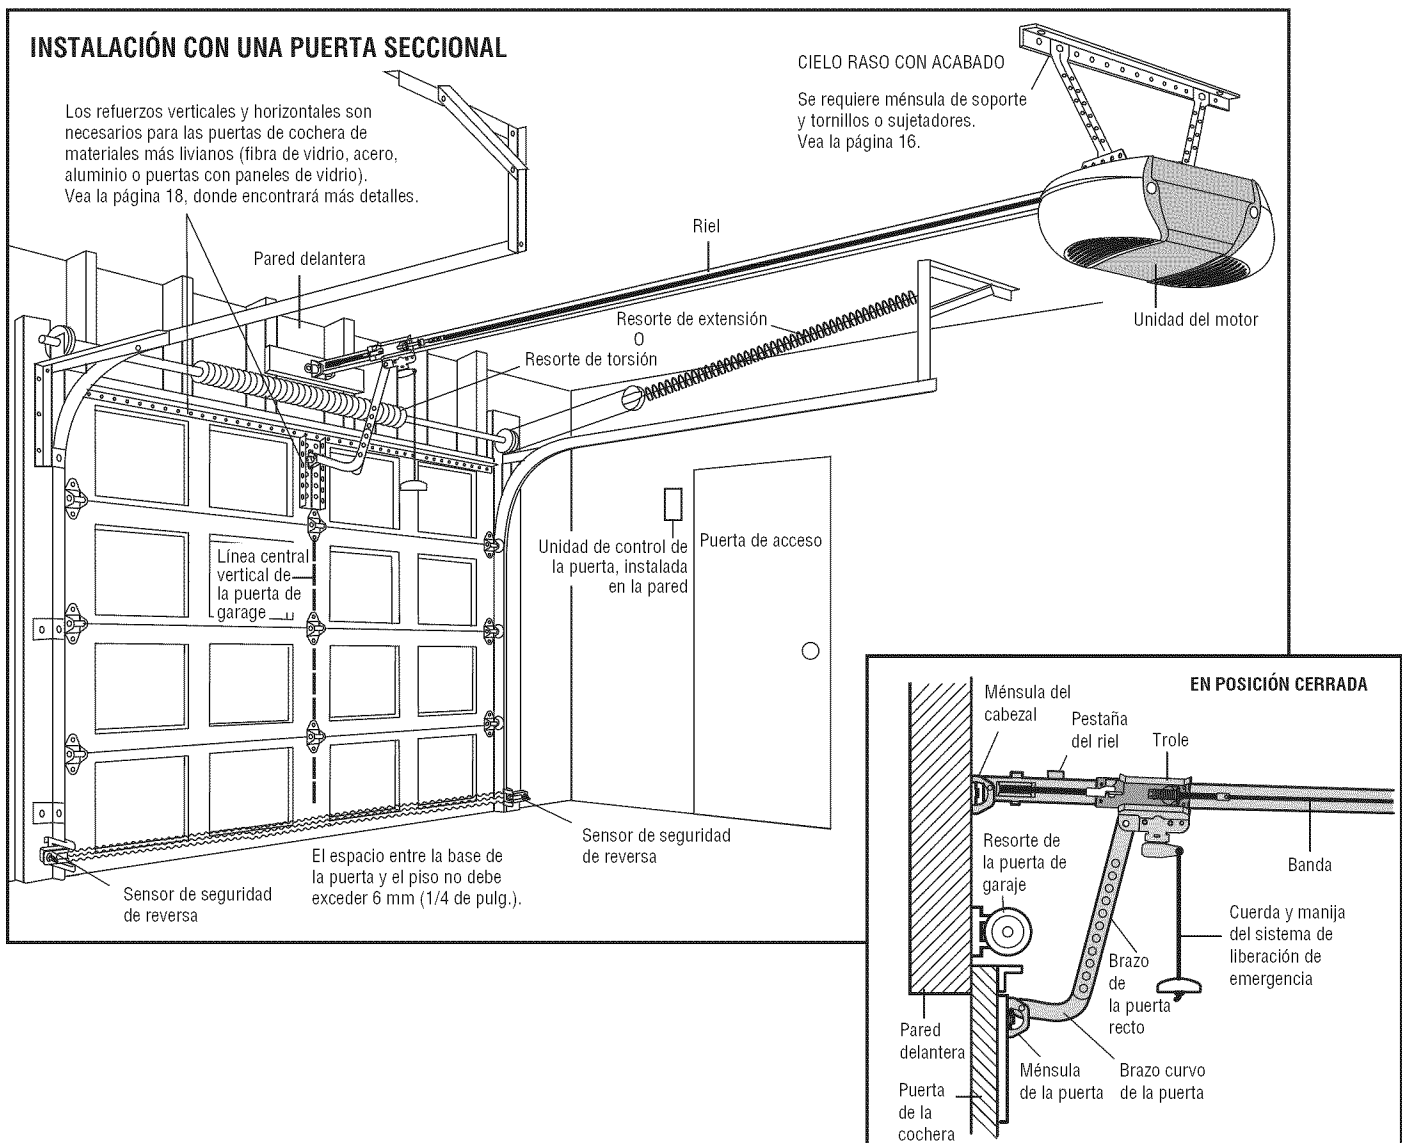 INSTALACIÓN CON UNA PUERTA SECCIONAL
Los refuerzos verticales y horizontales son
necesarios para las puertas de cochera de
materiales más livianos (fibra de vidrio, acero,
aluminio o puertas con paneles de vidrio).
Vea la página 18, donde encontrará más detalles.
CIELO RASO CON ACABADO
Se requiere ménsula de soporte
y tornillos o sujetadores.
Vea la página 16.
Riel
Pared delantera
Resorte de extensión
O
Resorte de torsión
Unidad del motor
Unidad de control de
la puerta, instalada
en la pared
Puerta de acceso
Línea central
vertical de
la puerta de
garage
Sensor de seguridad
de reversa
El espacio entre la base de
la puerta y el piso no debe
exceder 6 mm (1/4 de pulg.).
Sensor de seguridad
de reversa
EN POSICIÓN CERRADA
Ménsula del
cabezal
Pestaña
del riel
Trole
Resorte de
la puerta de
garaje
Banda
Cuerda y manija
del sistema de
liberación de
emergencia
Brazo
de
la puerta
recto
Pared
delantera
Ménsula
de la puerta
Brazo curvo
de la puerta
Puerta
de la
cochera